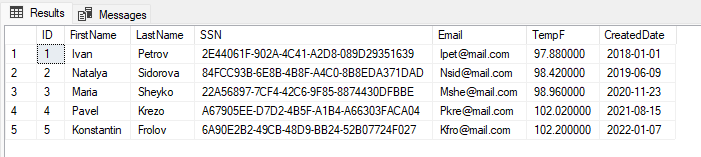 Results Messages
ID FirstName LastName SSN Email TempF CreatedDate
1 1 Ivan Petrov 2E44061F-902A-4C41-A2D8-089D29351639 Ipet@mail.com 97.880000 2018-01-01
2 2 Natalya Sidorova 84FCC93B-6E8B-4B8F-A4C0-8B8EDA371DAD Nsid@mail.com 98.420000 2019-06-09
3 3 Maria Sheyko 22A56897-7CF4-42C6-9F85-8874430DFBBE Mshe@mail.com 98.960000 2020-11-23
4 4 Pavel Krezo A67905EE-D7D2-4B5F-A1B4-A66303FACA04 Pkre@mail.com 102.020000 2021-08-15
5 5 Konstantin Frolov 6A90E2B2-49CB-48D9-BB24-52B07724F027 Kfro@mail.com 102.200000 2022-01-07